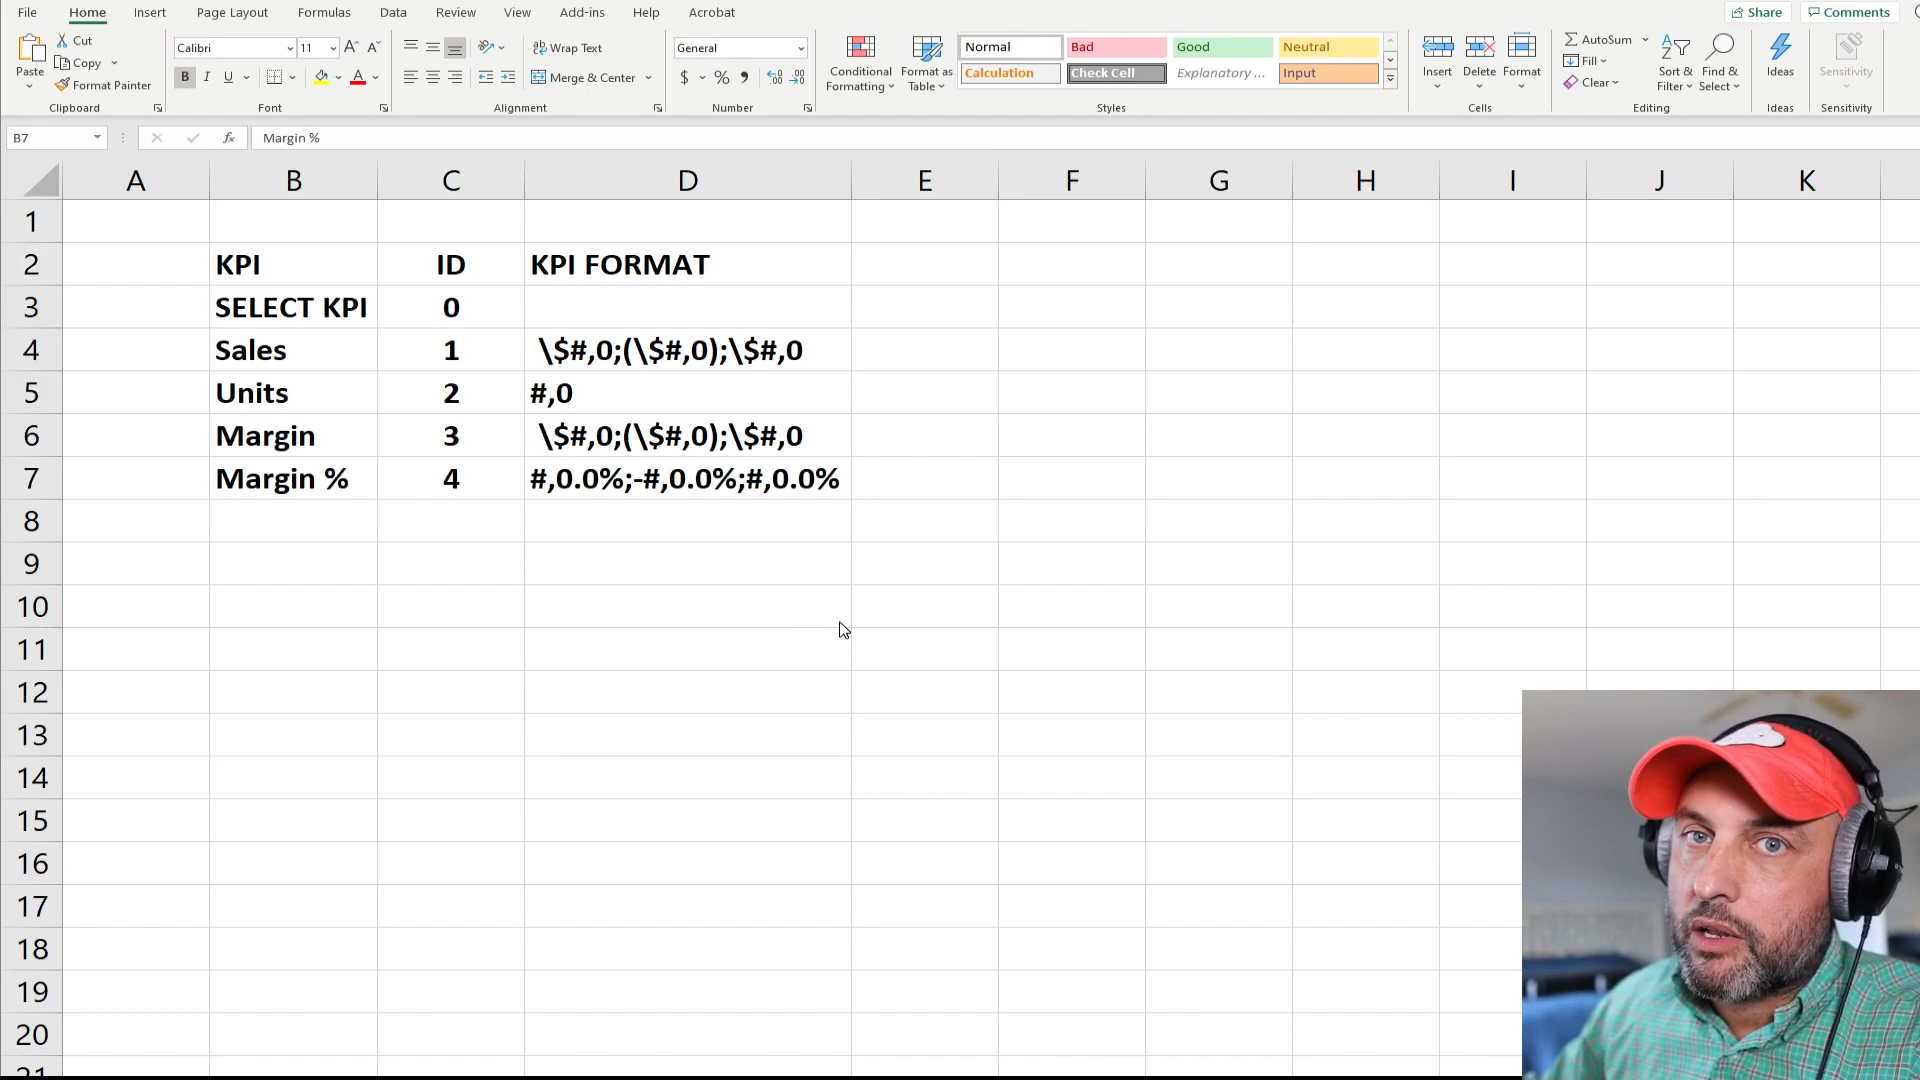 File Home Insert Page Layout Formulas Data Review View Add-ins Help Acrobat Share Comments
Paste Cut Copy Format Painter Clipboard
Calibri 11 B I U Font
Wrap Text Merge & Center Alignment
General $ % Number
Conditional Formatting Format as Table
Normal Bad Good Neutral
Calculation Check Cell Explanatory ... Input
Styles
Insert Delete Format Cells
AutoSum Fill Clear Sort & Filter Find & Select Editing
Ideas Ideas
Sensitivity Sensitivity
B7 fx Margin %
A B C D E F G H I J K
1
2 KPI ID KPI FORMAT
3 SELECT KPI 0
4 Sales 1 \$#,0;(\$#,0);\$#,0
5 Units 2 #,0
6 Margin 3 \$#,0;(\$#,0);\$#,0
7 Margin % 4 #,0.0%;-#,0.0%;#,0.0%
8
9
10
11
12
13
14
15
16
17
18
19
20
21